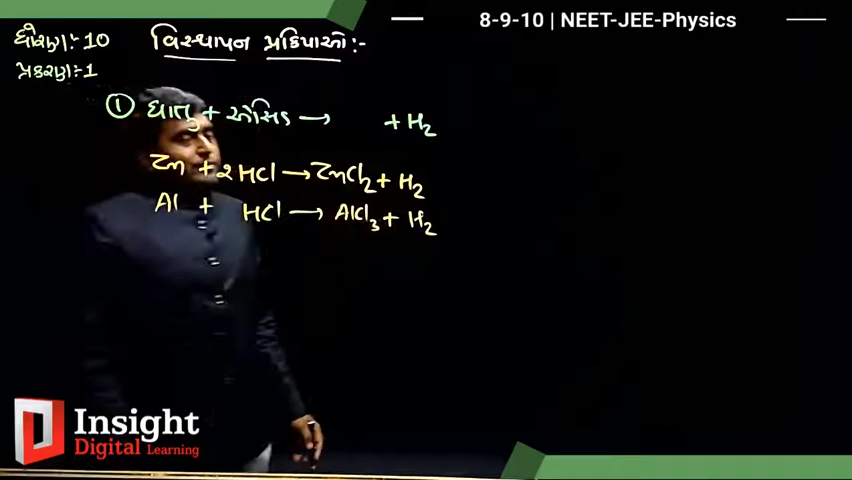 8-9-10 | NEET-JEE-Physics
ધોરણ:- 10 વિસ્થાપન પ્રક્રિયાઓ:-
પ્રકરણ:- 1
① ધાતુ + એસિડ → + H₂
Zn + 2HCl → ZnCl₂ + H₂
Al + HCl → AlCl₃ + H₂
Insight
Digital Learning